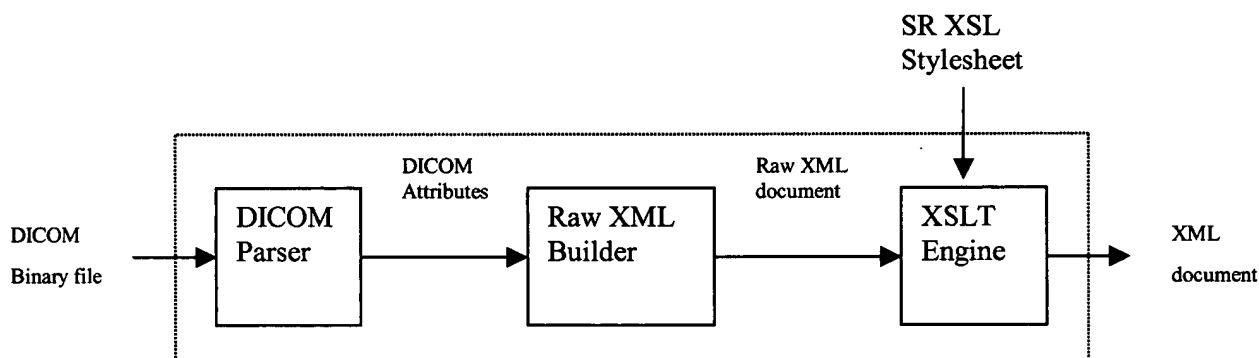 SR XSL
Stylesheet
DICOM
Attributes
Raw XML
document
DICOM
Parser
Raw XML
Builder
XSLT
Engine
DICOM
Binary file
XML
document